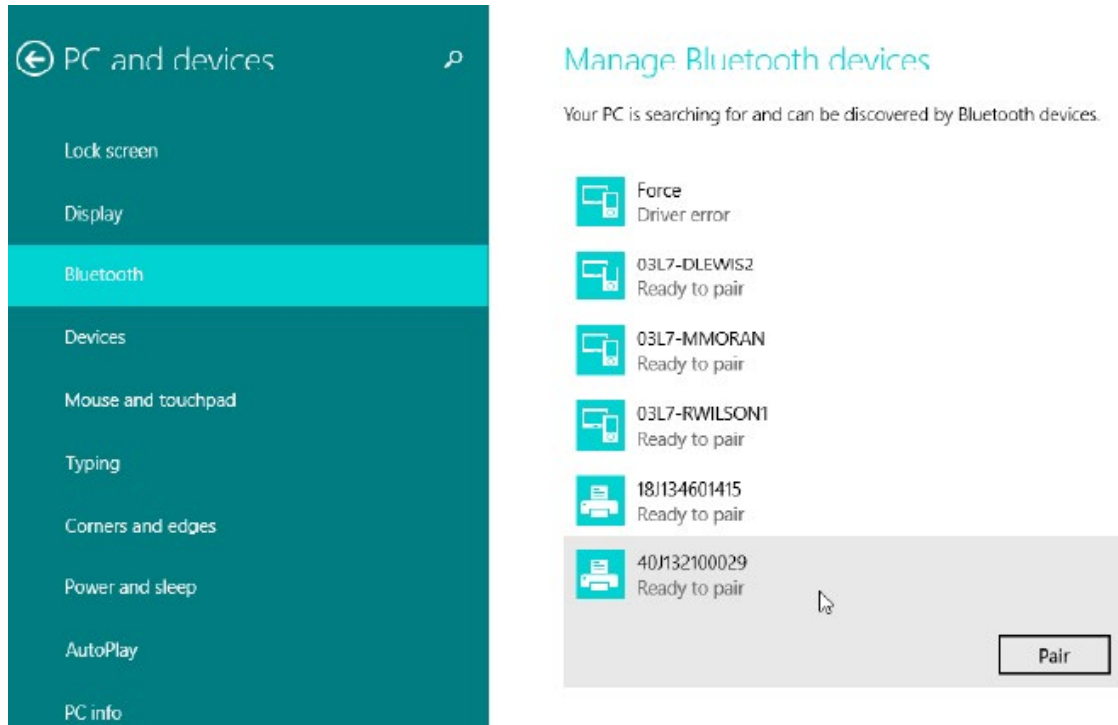 PC and devices
Lock screen
Display
Bluetooth
Devices
Mouse and touchpad
Typing
Corners and edges
Power and sleep
AutoPlay
PC info
Manage Bluetooth devices
Your PC is searching for and can be discovered by Bluetooth devices.
Force
Driver error
03L7-DLEWIS2
Ready to pair
03L7-MMORAN
Ready to pair
03L7-RWILSON1
Ready to pair
18J134601415
Ready to pair
40J132100029
Ready to pair
Pair